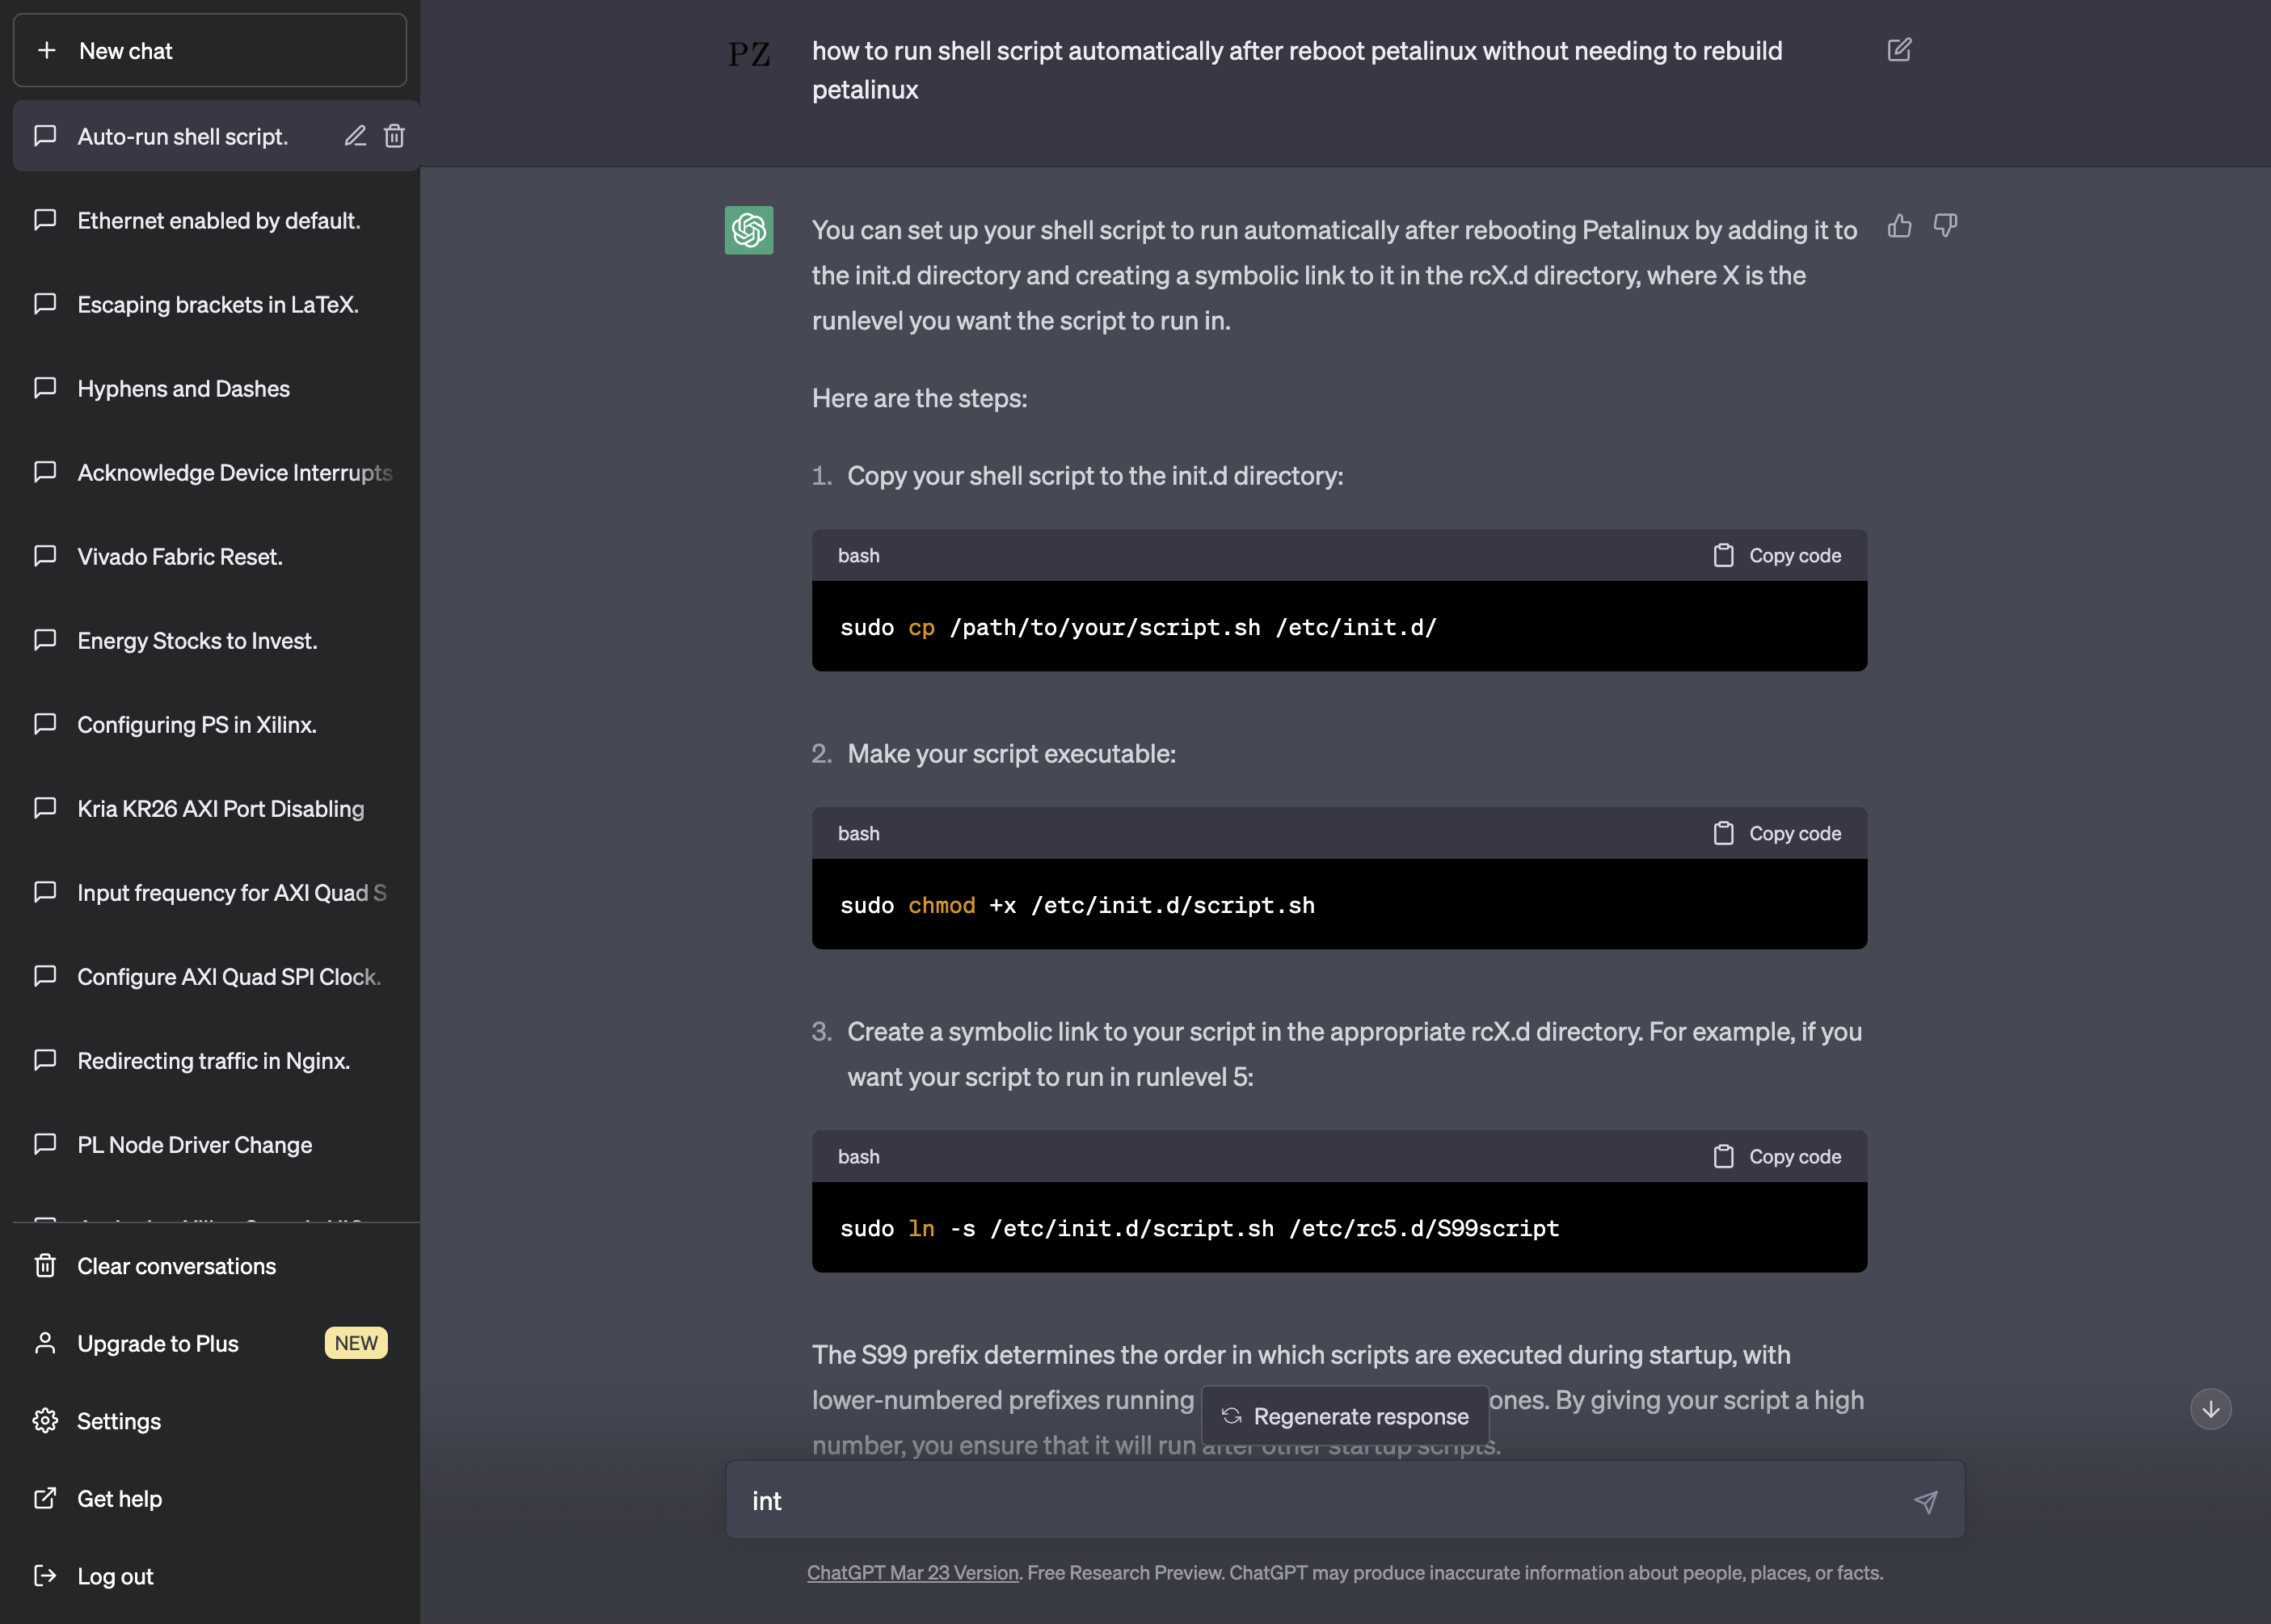 New chat
Auto-run shell script.
Ethernet enabled by default.
Escaping brackets in LaTeX.
Hyphens and Dashes
Acknowledge Device Interrupts
Vivado Fabric Reset.
Energy Stocks to Invest.
Configuring PS in Xilinx.
Kria KR26 AXI Port Disabling
Input frequency for AXI Quad S
Configure AXI Quad SPI Clock.
Redirecting traffic in Nginx.
PL Node Driver Change
Clear conversations
Upgrade to Plus NEW
Settings
Get help
Log out
PZ
how to run shell script automatically after reboot petalinux without needing to rebuild
petalinux
You can set up your shell script to run automatically after rebooting Petalinux by adding it to
the init.d directory and creating a symbolic link to it in the rcX.d directory, where X is the
runlevel you want the script to run in.
Here are the steps:
1. Copy your shell script to the init.d directory:
bash Copy code
sudo cp /path/to/your/script.sh /etc/init.d/
2. Make your script executable:
bash Copy code
sudo chmod +x /etc/init.d/script.sh
3. Create a symbolic link to your script in the appropriate rcX.d directory. For example, if you
want your script to run in runlevel 5:
bash Copy code
sudo ln -s /etc/init.d/script.sh /etc/rc5.d/S99script
The S99 prefix determines the order in which scripts are executed during startup, with
lower-numbered prefixes running ones. By giving your script a high
number, you ensure that it will run after other startup scripts.
Regenerate response
int
ChatGPT Mar 23 Version. Free Research Preview. ChatGPT may produce inaccurate information about people, places, or facts.